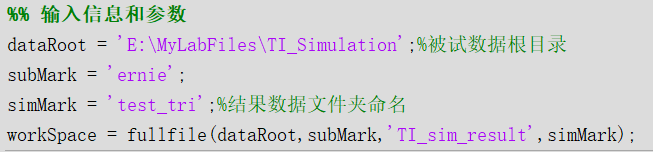 %% 输入信息和参数
dataRoot = 'E:\MyLabFiles\TI_Simulation';%被试数据根目录
subMark = 'ernie';
simMark = 'test_tri';%结果数据文件夹命名
workSpace = fullfile(dataRoot,subMark,'TI_sim_result',simMark);